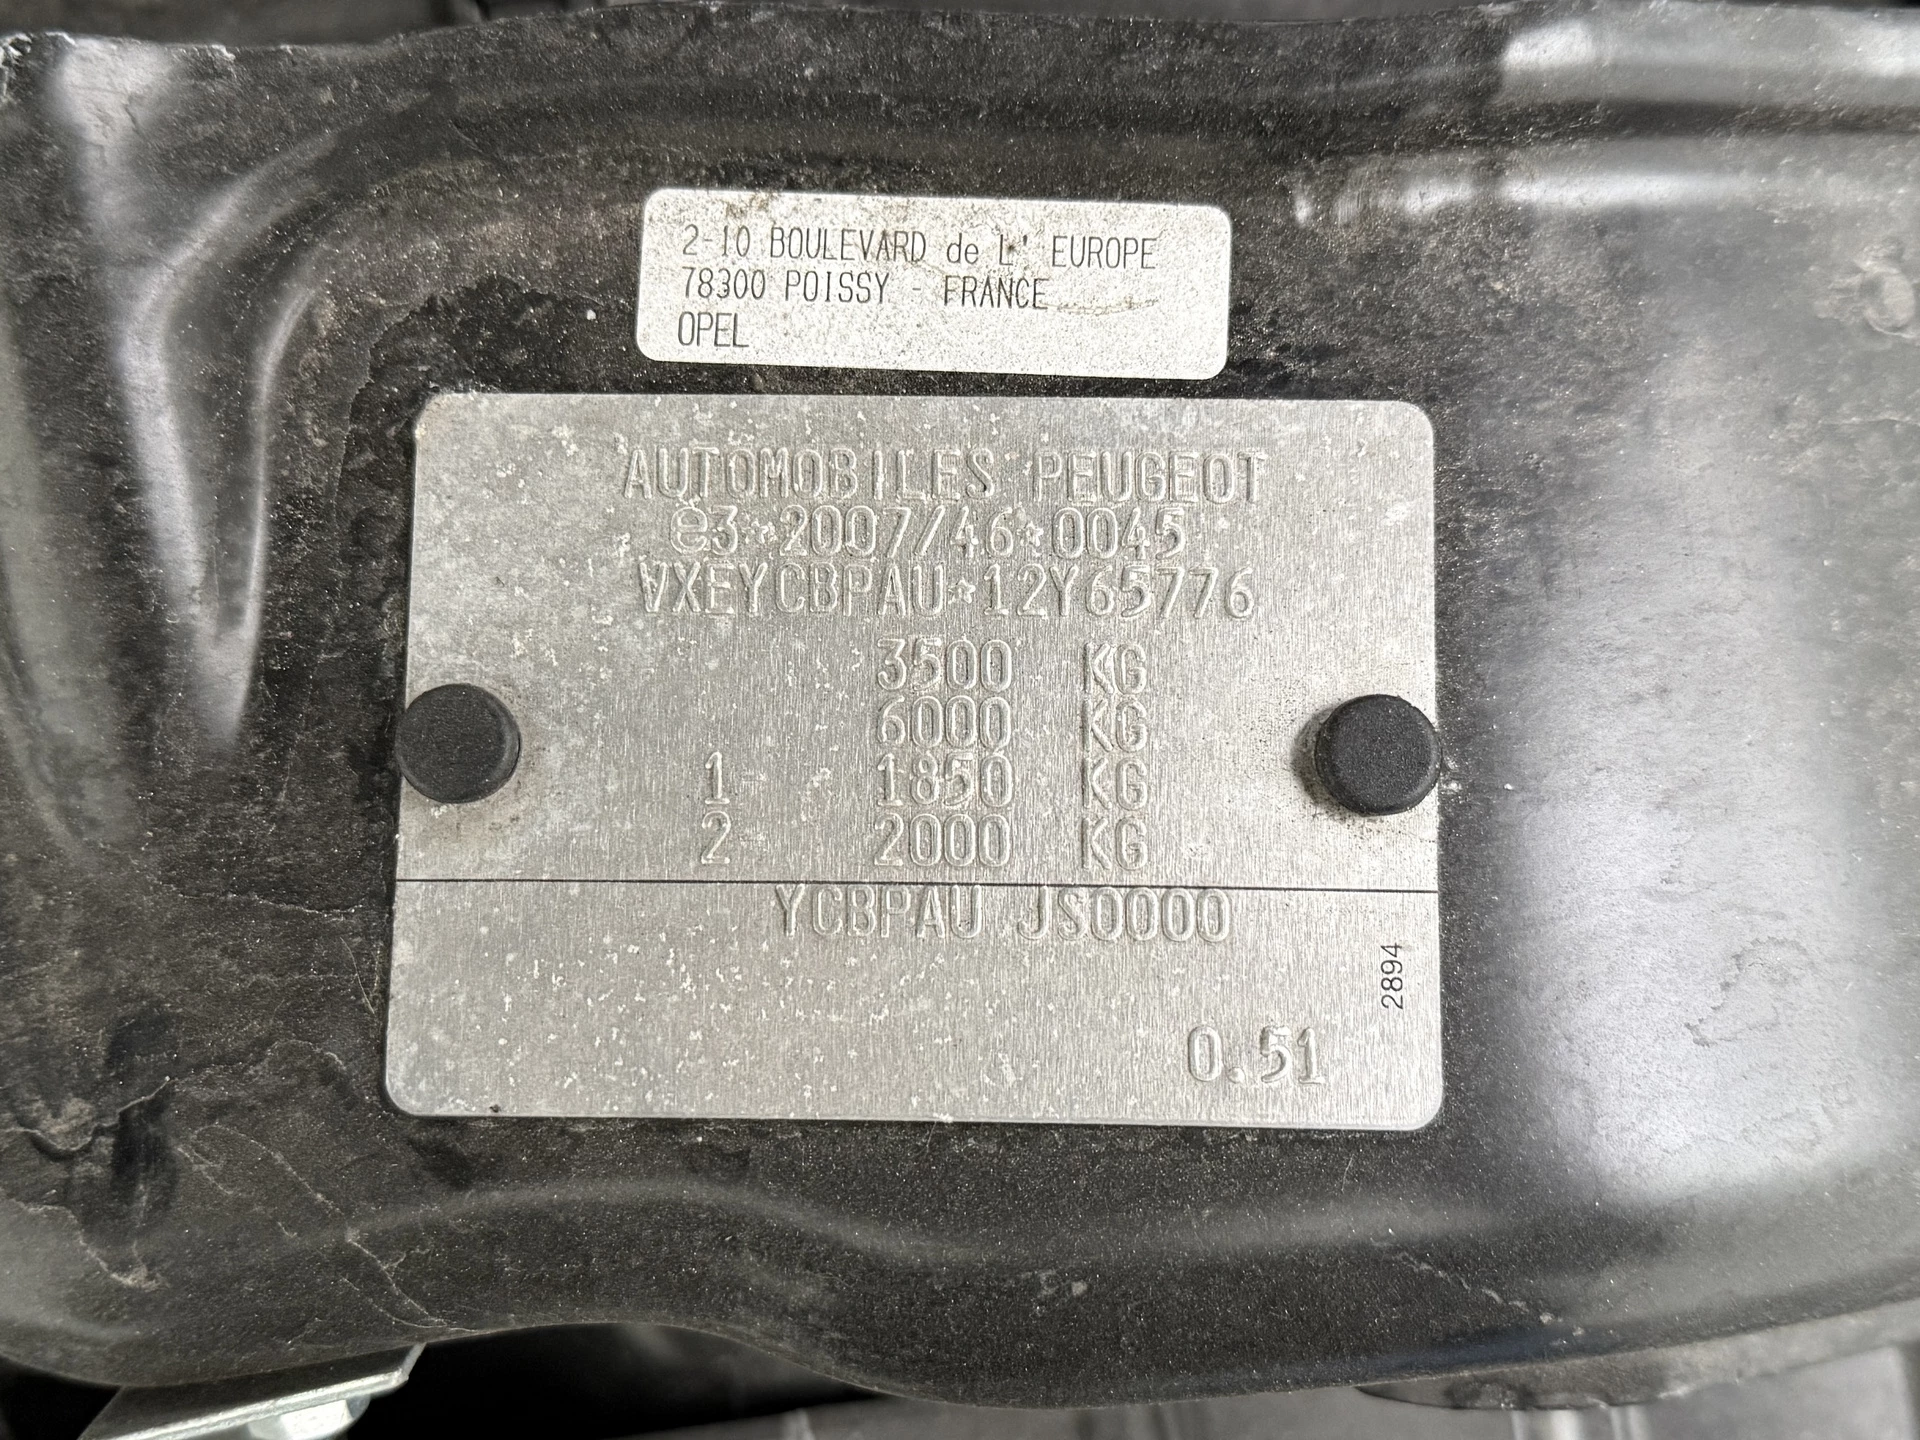 2-10 BOULEVARD de L' EUROPE
78300 POISSY - FRANCE
OPEL
AUTOMOBILES PEUGEOT
e3*2007/46*0045
VXEYCBPAU*12Y65776
3500 KG
6000 KG
1- 1850 KG
2- 2000 KG
YCBPAU JS0000
2894
0.51